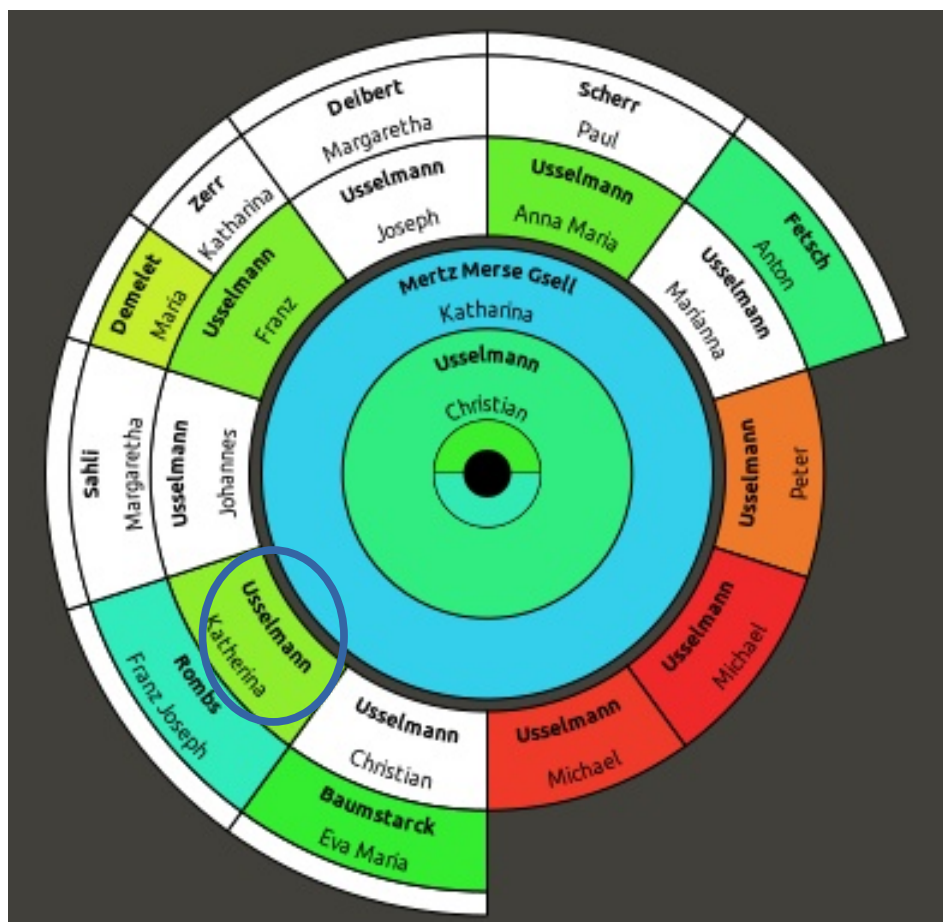 Deibert
Margaretha
Usselmann
Joseph
Scherr
Paul
Usselmann
Anna Maria
Fetsch
Anton
Usselmann
Marianna
Usselmann
Peter
Usselmann
Michael
Usselmann
Michael
Usselmann
Christian
Baumstarck
Eva Maria
Usselmann
Katherina
Rombs
Franz Joseph
Usselmann
Johannes
Sahli
Margaretha
Usselmann
Franz
Demelet
Maria
Zerr
Katharina
Mertz Merse Gsell
Katharina
Usselmann
Christian